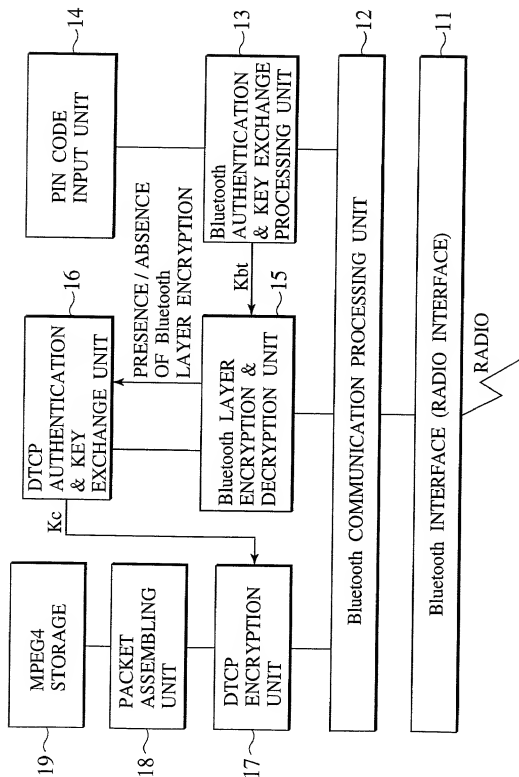 19
MPEG4
STORAGE
18
PACKET
ASSEMBLING
UNIT
17
DTCP
ENCRYPTION
UNIT
Kc
16
DTCP
AUTHENTICATION
& KEY
EXCHANGE UNIT
PRESENCE / ABSENCE
OF Bluetooth
LAYER ENCRYPTION
15
Bluetooth LAYER
ENCRYPTION &
DECRYPTION UNIT
Kbt
14
PIN CODE
INPUT UNIT
13
Bluetooth
AUTHENTICATION
& KEY EXCHANGE
PROCESSING UNIT
Bluetooth COMMUNICATION PROCESSING UNIT
12
Bluetooth INTERFACE (RADIO INTERFACE)
11
RADIO